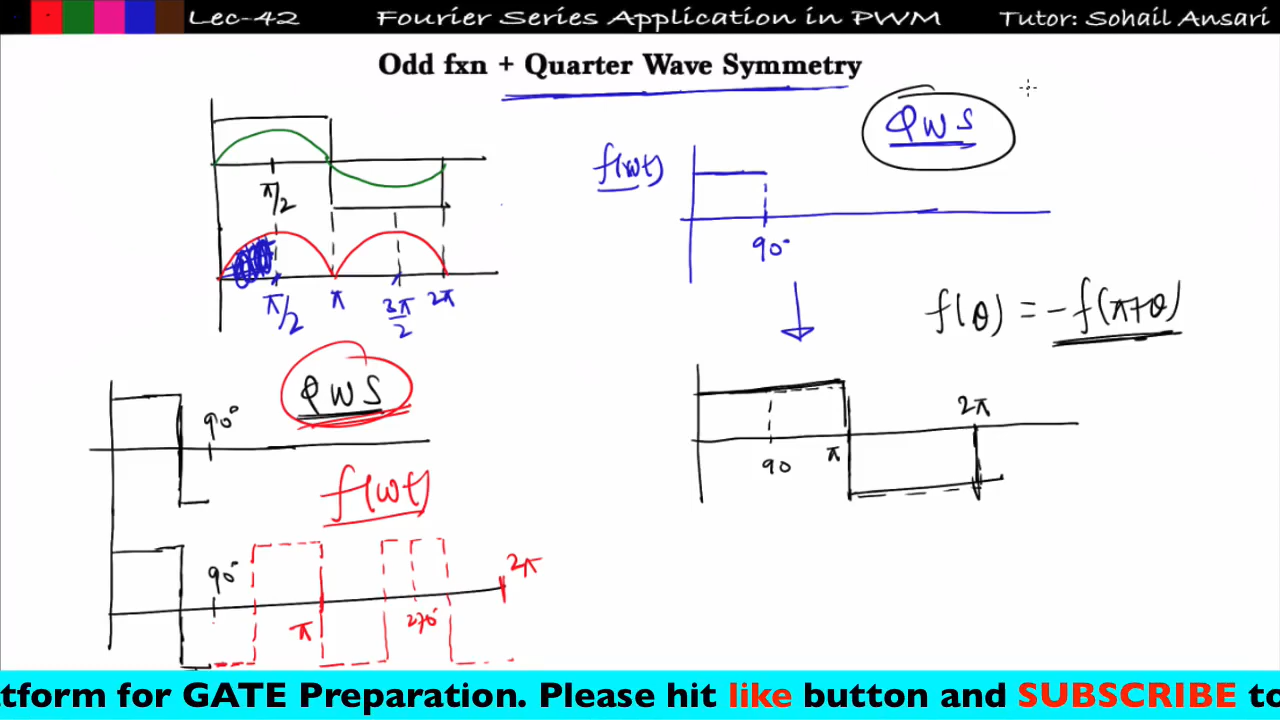 Lec-42 Fourier Series Application in PWM Tutor: Sohail Ansari
Odd fxn + Quarter Wave Symmetry
QWS
f(wt)
π/2
90°
π/2 π 3π/2 2π
f(θ) = -f(π+θ)
QWS
90°
2π
90 π
f(wt)
90°
2π
π
270°
tform for GATE Preparation. Please hit like button and SUBSCRIBE to